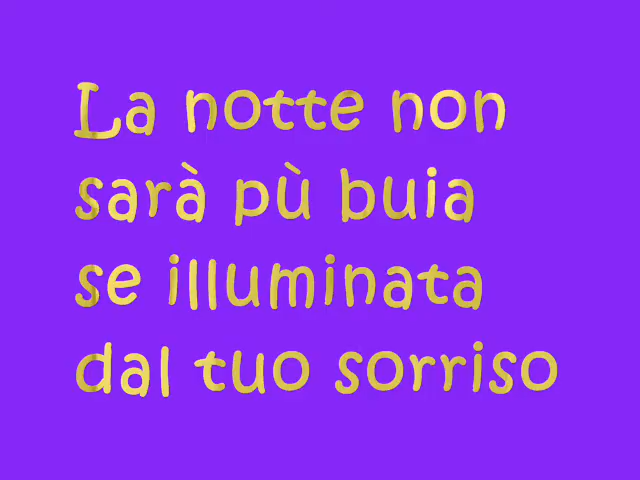 La notte non
sarà pù buia
se illuminata
dal tuo sorriso